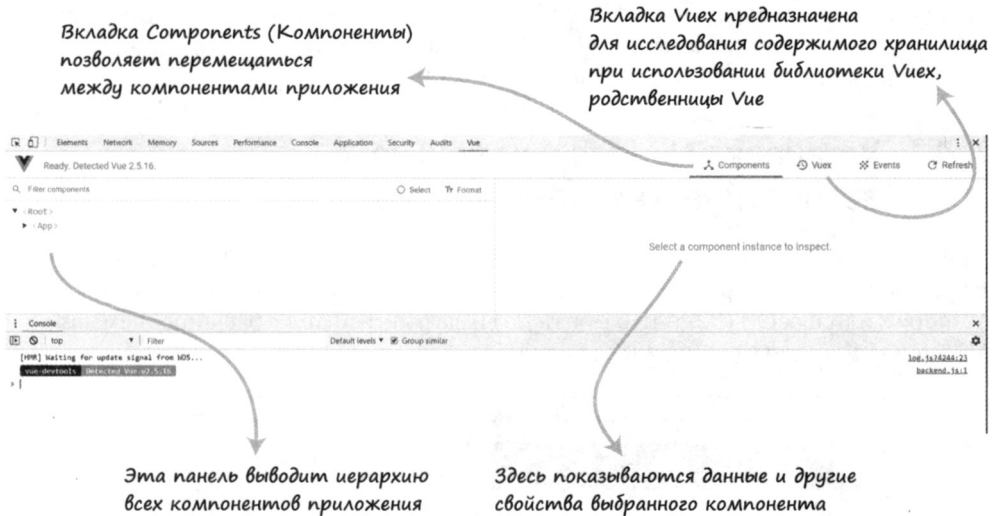 Вкладка Components (Компоненты)
позволяет перемещаться
между компонентами приложения
Вкладка Vuex предназначена
для исследования содержимого хранилища
при использовании библиотеки Vuex,
родственницы Vue
Elements Network Memory Sources Performance Console Application Security Audits Vue
Ready. Detected Vue 2.5.16.
Components Vuex Events Refresh
Filter components
Select Tr Format
<Root>
<App>
Select a component instance to inspect.
Console
top Filter Default levels Group similar
[HMR] Waiting for update signal from WDS...
log.js?4244:23
vue-devtools Detected Vue v2.5.16
backend.js:1
Эта панель выводит иерархию
всех компонентов приложения
Здесь показываются данные и другие
свойства выбранного компонента